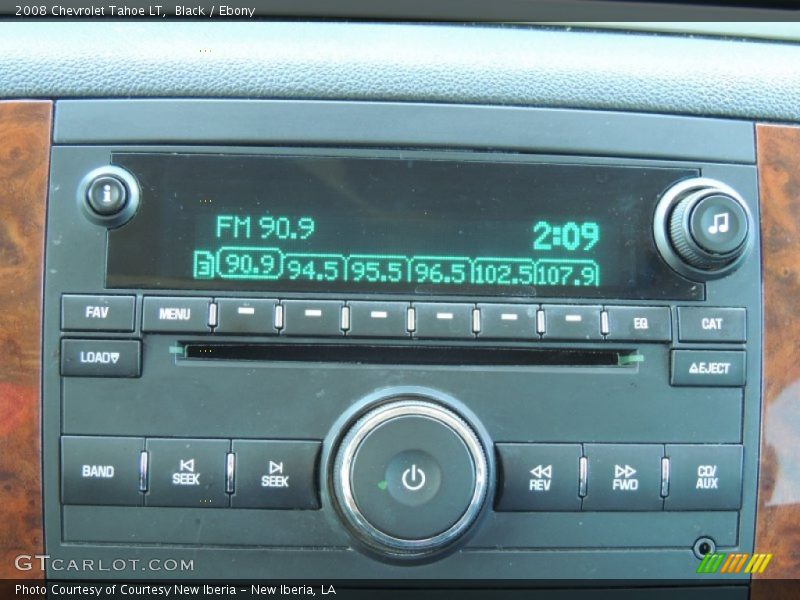 2008 Chevrolet Tahoe LT, Black / Ebony
i
FM 90.9 2:09
90.9 94.5 95.5 96.5 102.5 107.9
FAV MENU EQ CAT
LOAD EJECT
BAND SEEK SEEK REV FWD CD/
AUX
GTCARLOT.COM
Photo Courtesy of Courtesy New Iberia - New Iberia, LA